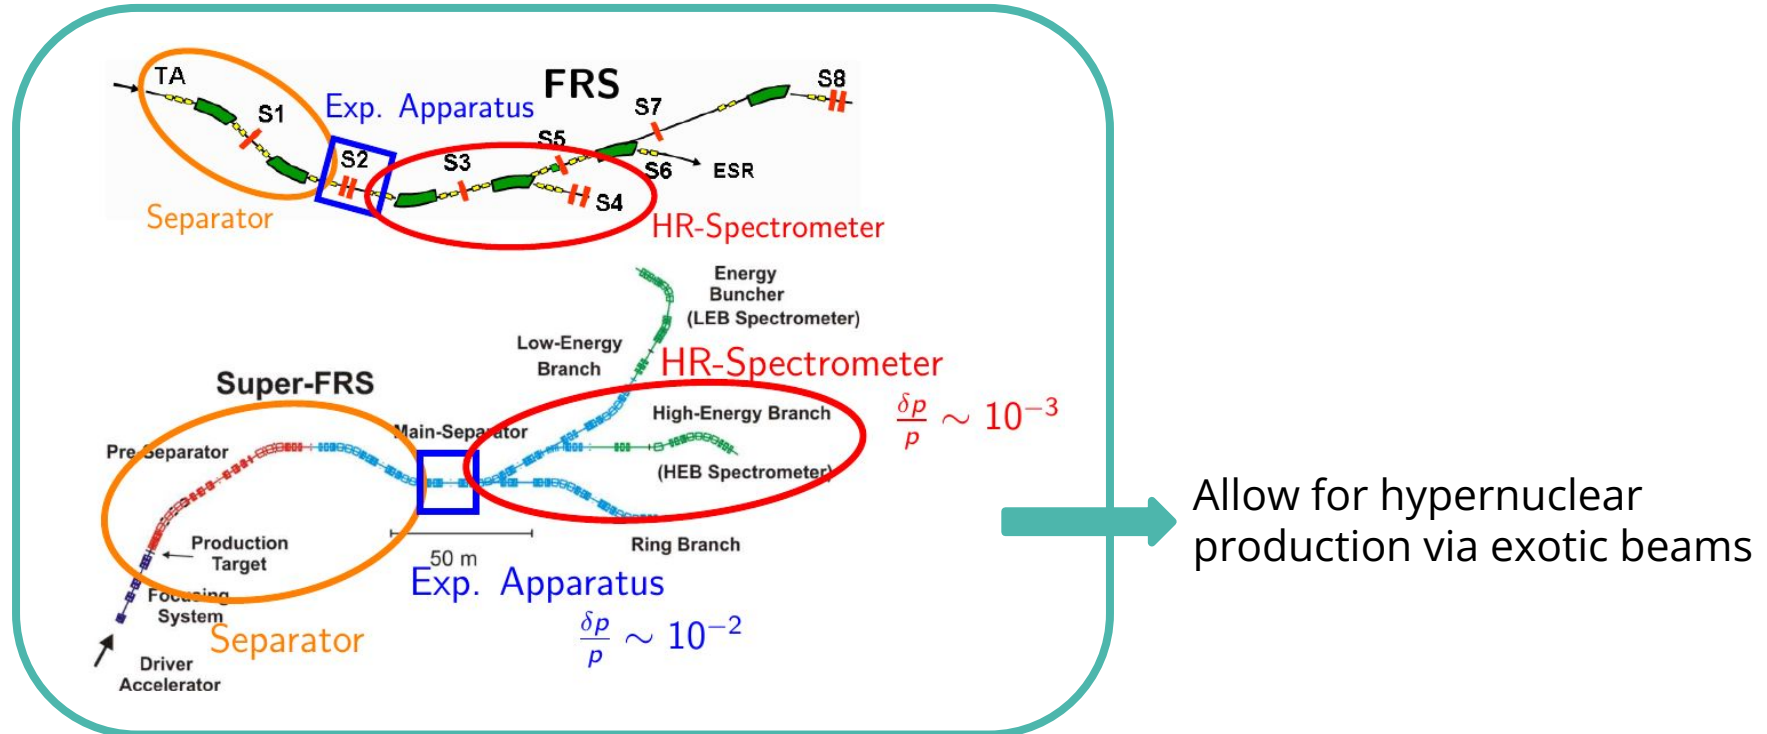 TA
FRS
S8
S1
Exp. Apparatus
S7
S5
S2
S3
S6
ESR
S4
Separator
HR-Spectrometer
Energy
Buncher
(LEB Spectrometer)
Low-Energy
Branch
HR-Spectrometer
Super-FRS
High-Energy Branch
δp/p ∼ 10⁻³
Main-Separator
Pre-Separator
(HEB Spectrometer)
Allow for hypernuclear
production via exotic beams
Production
Target
Ring Branch
50 m
Exp. Apparatus
Focusing
System
Separator
δp/p ∼ 10⁻²
Driver
Accelerator